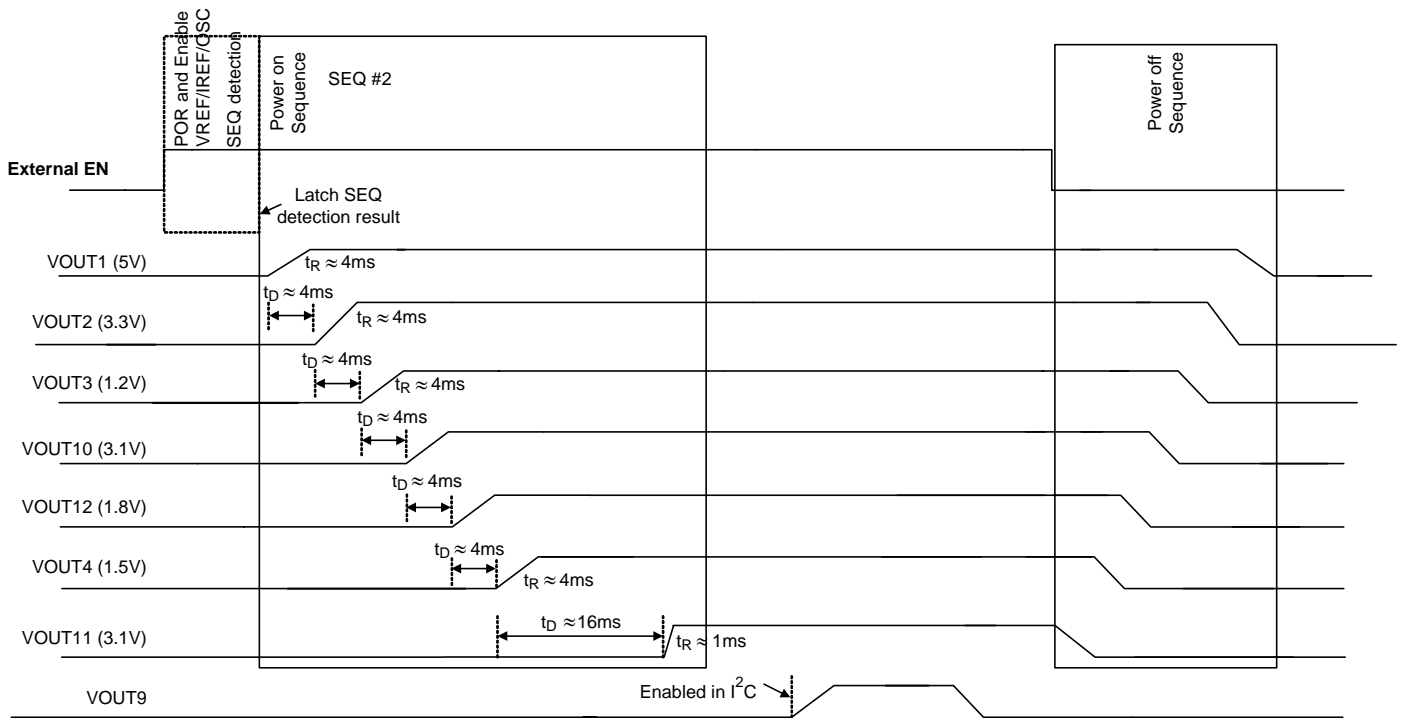 POR and Enable
VREF/IREF/OSC
SEQ detection
Power on
Sequence
SEQ #2
Power off
Sequence
External EN
Latch SEQ
detection result
VOUT1 (5V)
tR ≈ 4ms
tD ≈ 4ms
VOUT2 (3.3V)
tR ≈ 4ms
tD ≈ 4ms
VOUT3 (1.2V)
tR ≈ 4ms
tD ≈ 4ms
VOUT10 (3.1V)
tD ≈ 4ms
VOUT12 (1.8V)
tD ≈ 4ms
VOUT4 (1.5V)
tR ≈ 4ms
tD ≈16ms
VOUT11 (3.1V)
tR ≈ 1ms
Enabled in I2C
VOUT9